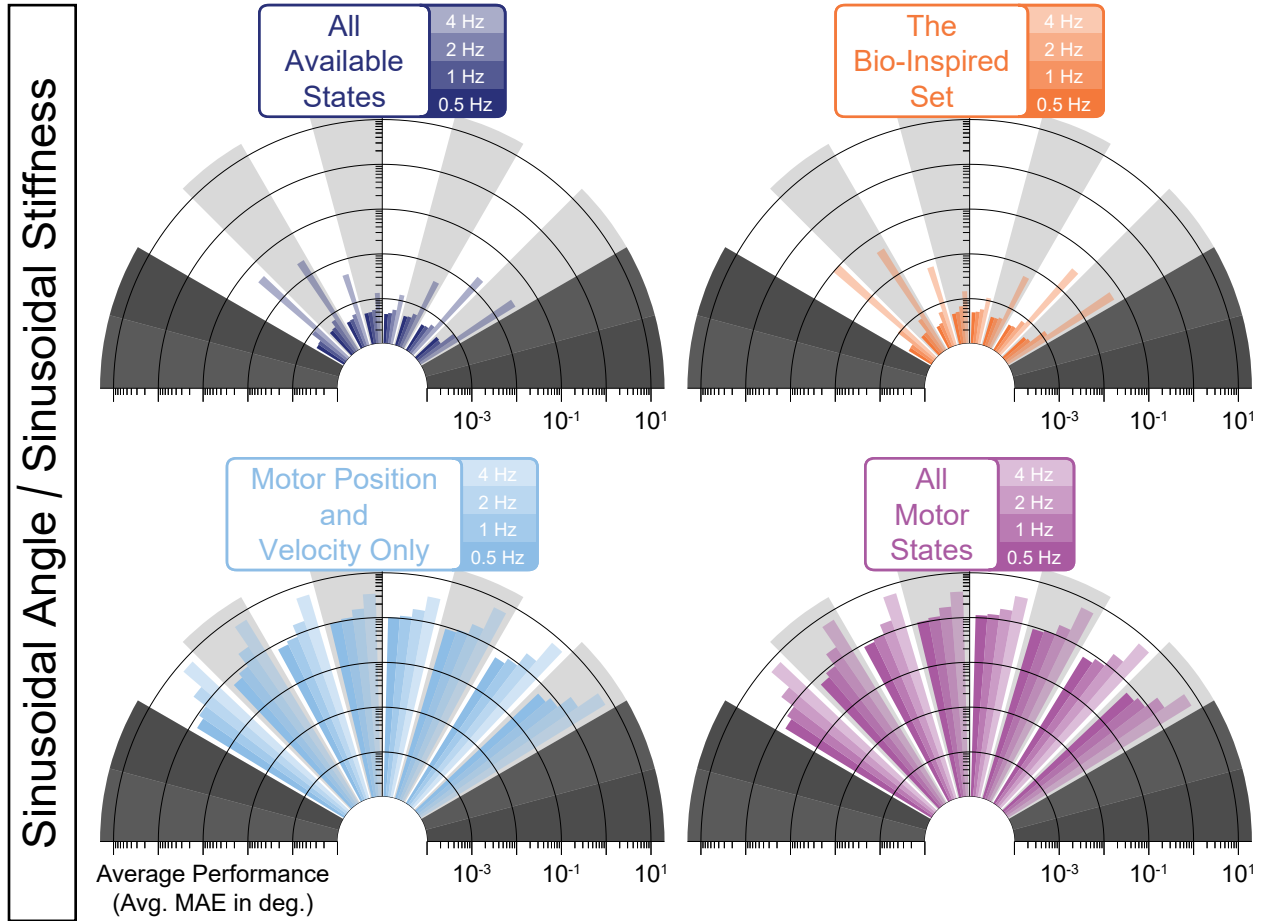 Sinusoidal Angle / Sinusoidal Stiffness
All
Available
States
4 Hz
2 Hz
1 Hz
0.5 Hz
The
Bio-Inspired
Set
4 Hz
2 Hz
1 Hz
0.5 Hz
10-3 10-1 101
10-3 10-1 101
Motor Position
and
Velocity Only
4 Hz
2 Hz
1 Hz
0.5 Hz
All
Motor
States
4 Hz
2 Hz
1 Hz
0.5 Hz
Average Performance
(Avg. MAE in deg.)
10-3 10-1 101
10-3 10-1 101